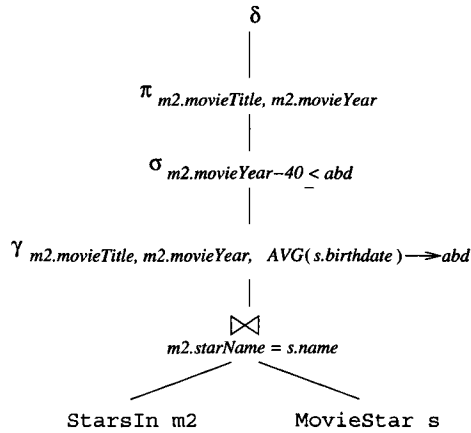 δ
π m2.movieTitle, m2.movieYear
σ m2.movieYear−40 ≤ abd
γ m2.movieTitle, m2.movieYear, AVG(s.birthdate)→abd
⋈
m2.starName = s.name
StarsIn m2 MovieStar s